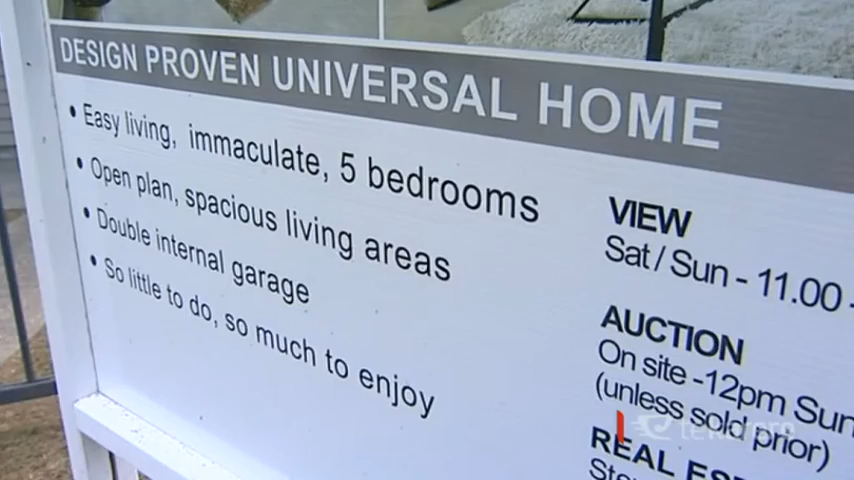 DESIGN PROVEN UNIVERSAL HOME
• Easy living, immaculate, 5 bedrooms
• Open plan, spacious living areas
• Double internal garage
• So little to do, so much to enjoy
VIEW
Sat / Sun - 11.00 -
AUCTION
On site -12pm Sun
(unless sold prior)
REAL